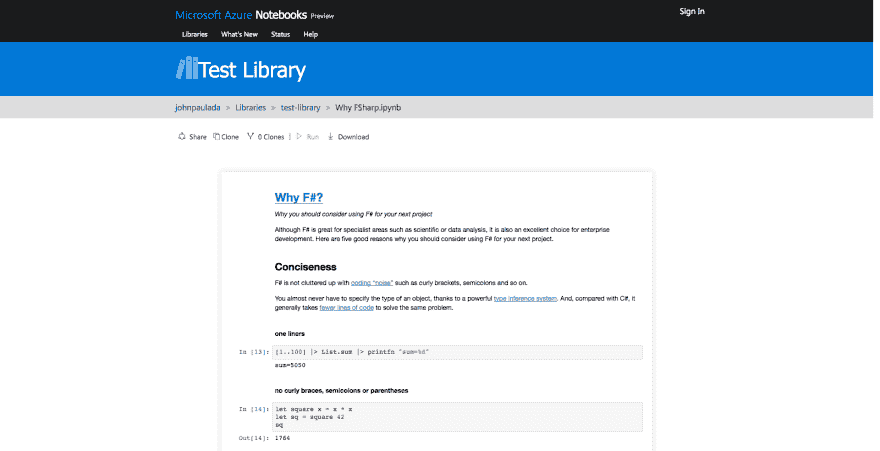 Microsoft Azure Notebooks Preview
Sign In
Libraries What's New Status Help
Test Library
johnpaulada > Libraries > test-library > Why FSharp.ipynb
Share Clone 0 Clones Run Download
Why F#?
Why you should consider using F# for your next project
Although F# is great for specialist areas such as scientific or data analysis, it is also an excellent choice for enterprise
development. Here are five good reasons why you should consider using F# for your next project.
Conciseness
F# is not cluttered up with coding "noise" such as curly brackets, semicolons and so on.
You almost never have to specify the type of an object, thanks to a powerful type inference system. And, compared with C#, it
generally takes fewer lines of code to solve the same problem.
one liners
In [13]: [1..100] |> List.sum |> printfn "sum=%d"
sum=5050
no curly braces, semicolons or parentheses
In [14]: let square x = x * x
let sq = square 42
sq
Out[14]: 1764